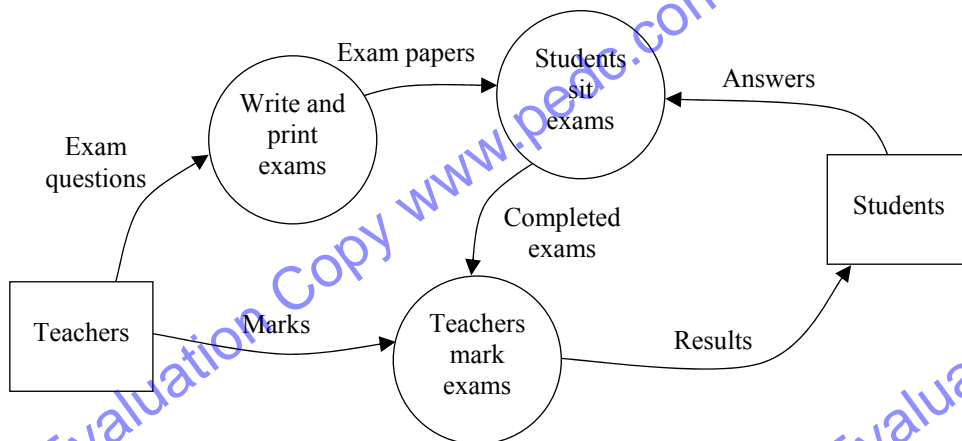 Exam papers
Students
sit
exams
Answers
Write and
print
exams
Exam
questions
Students
Completed
exams
Teachers
Marks
Teachers
mark
exams
Results
Evaluation Copy www.pedc.com
Evalua